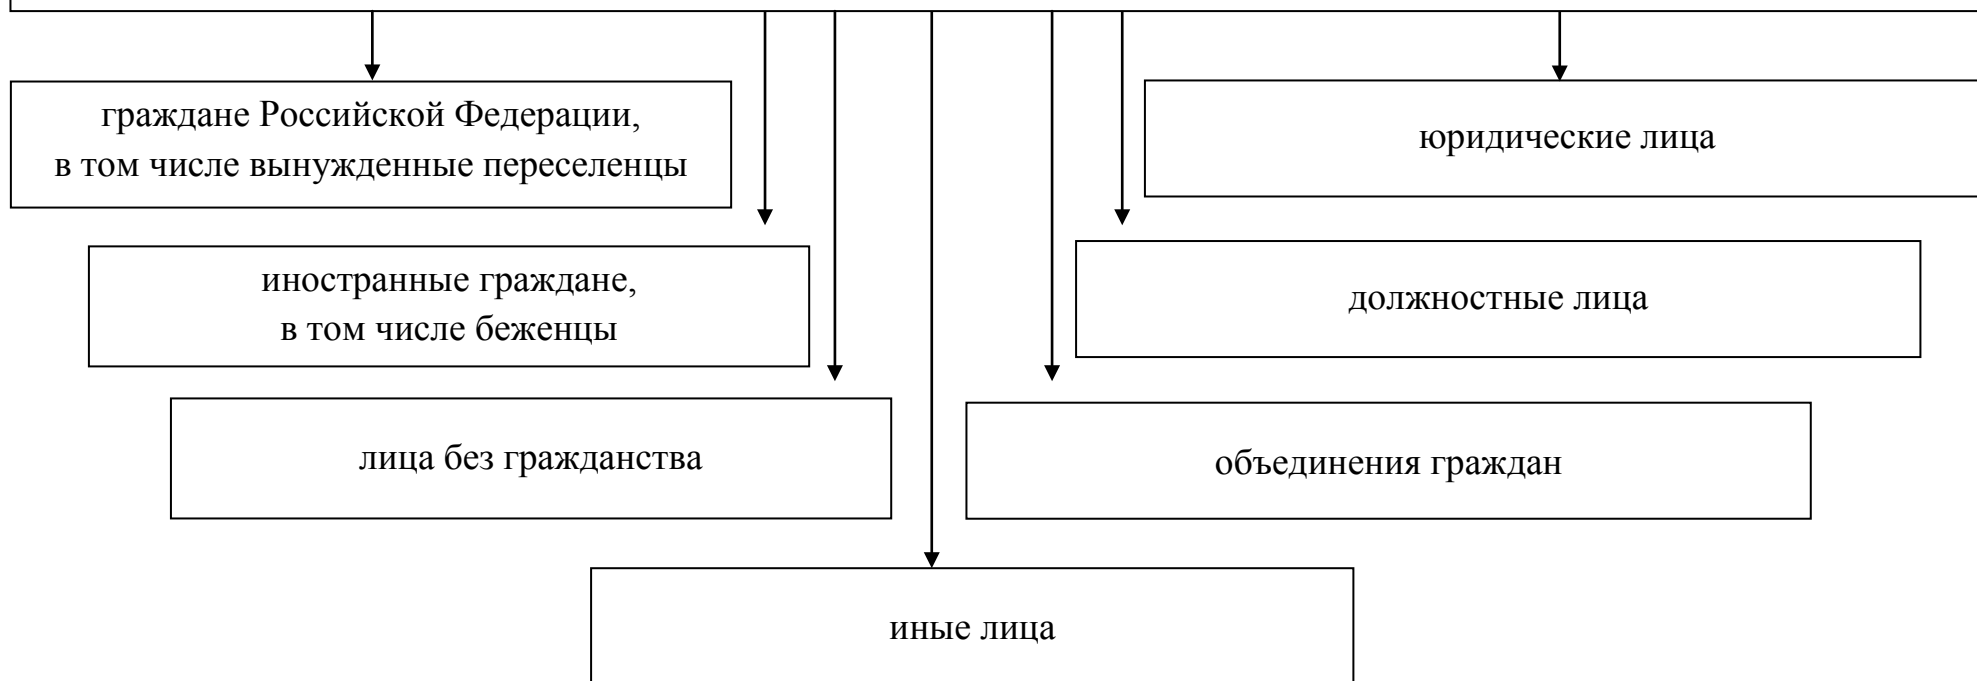 граждане Российской Федерации,
в том числе вынужденные переселенцы
юридические лица
иностранные граждане,
в том числе беженцы
должностные лица
лица без гражданства
объединения граждан
иные лица